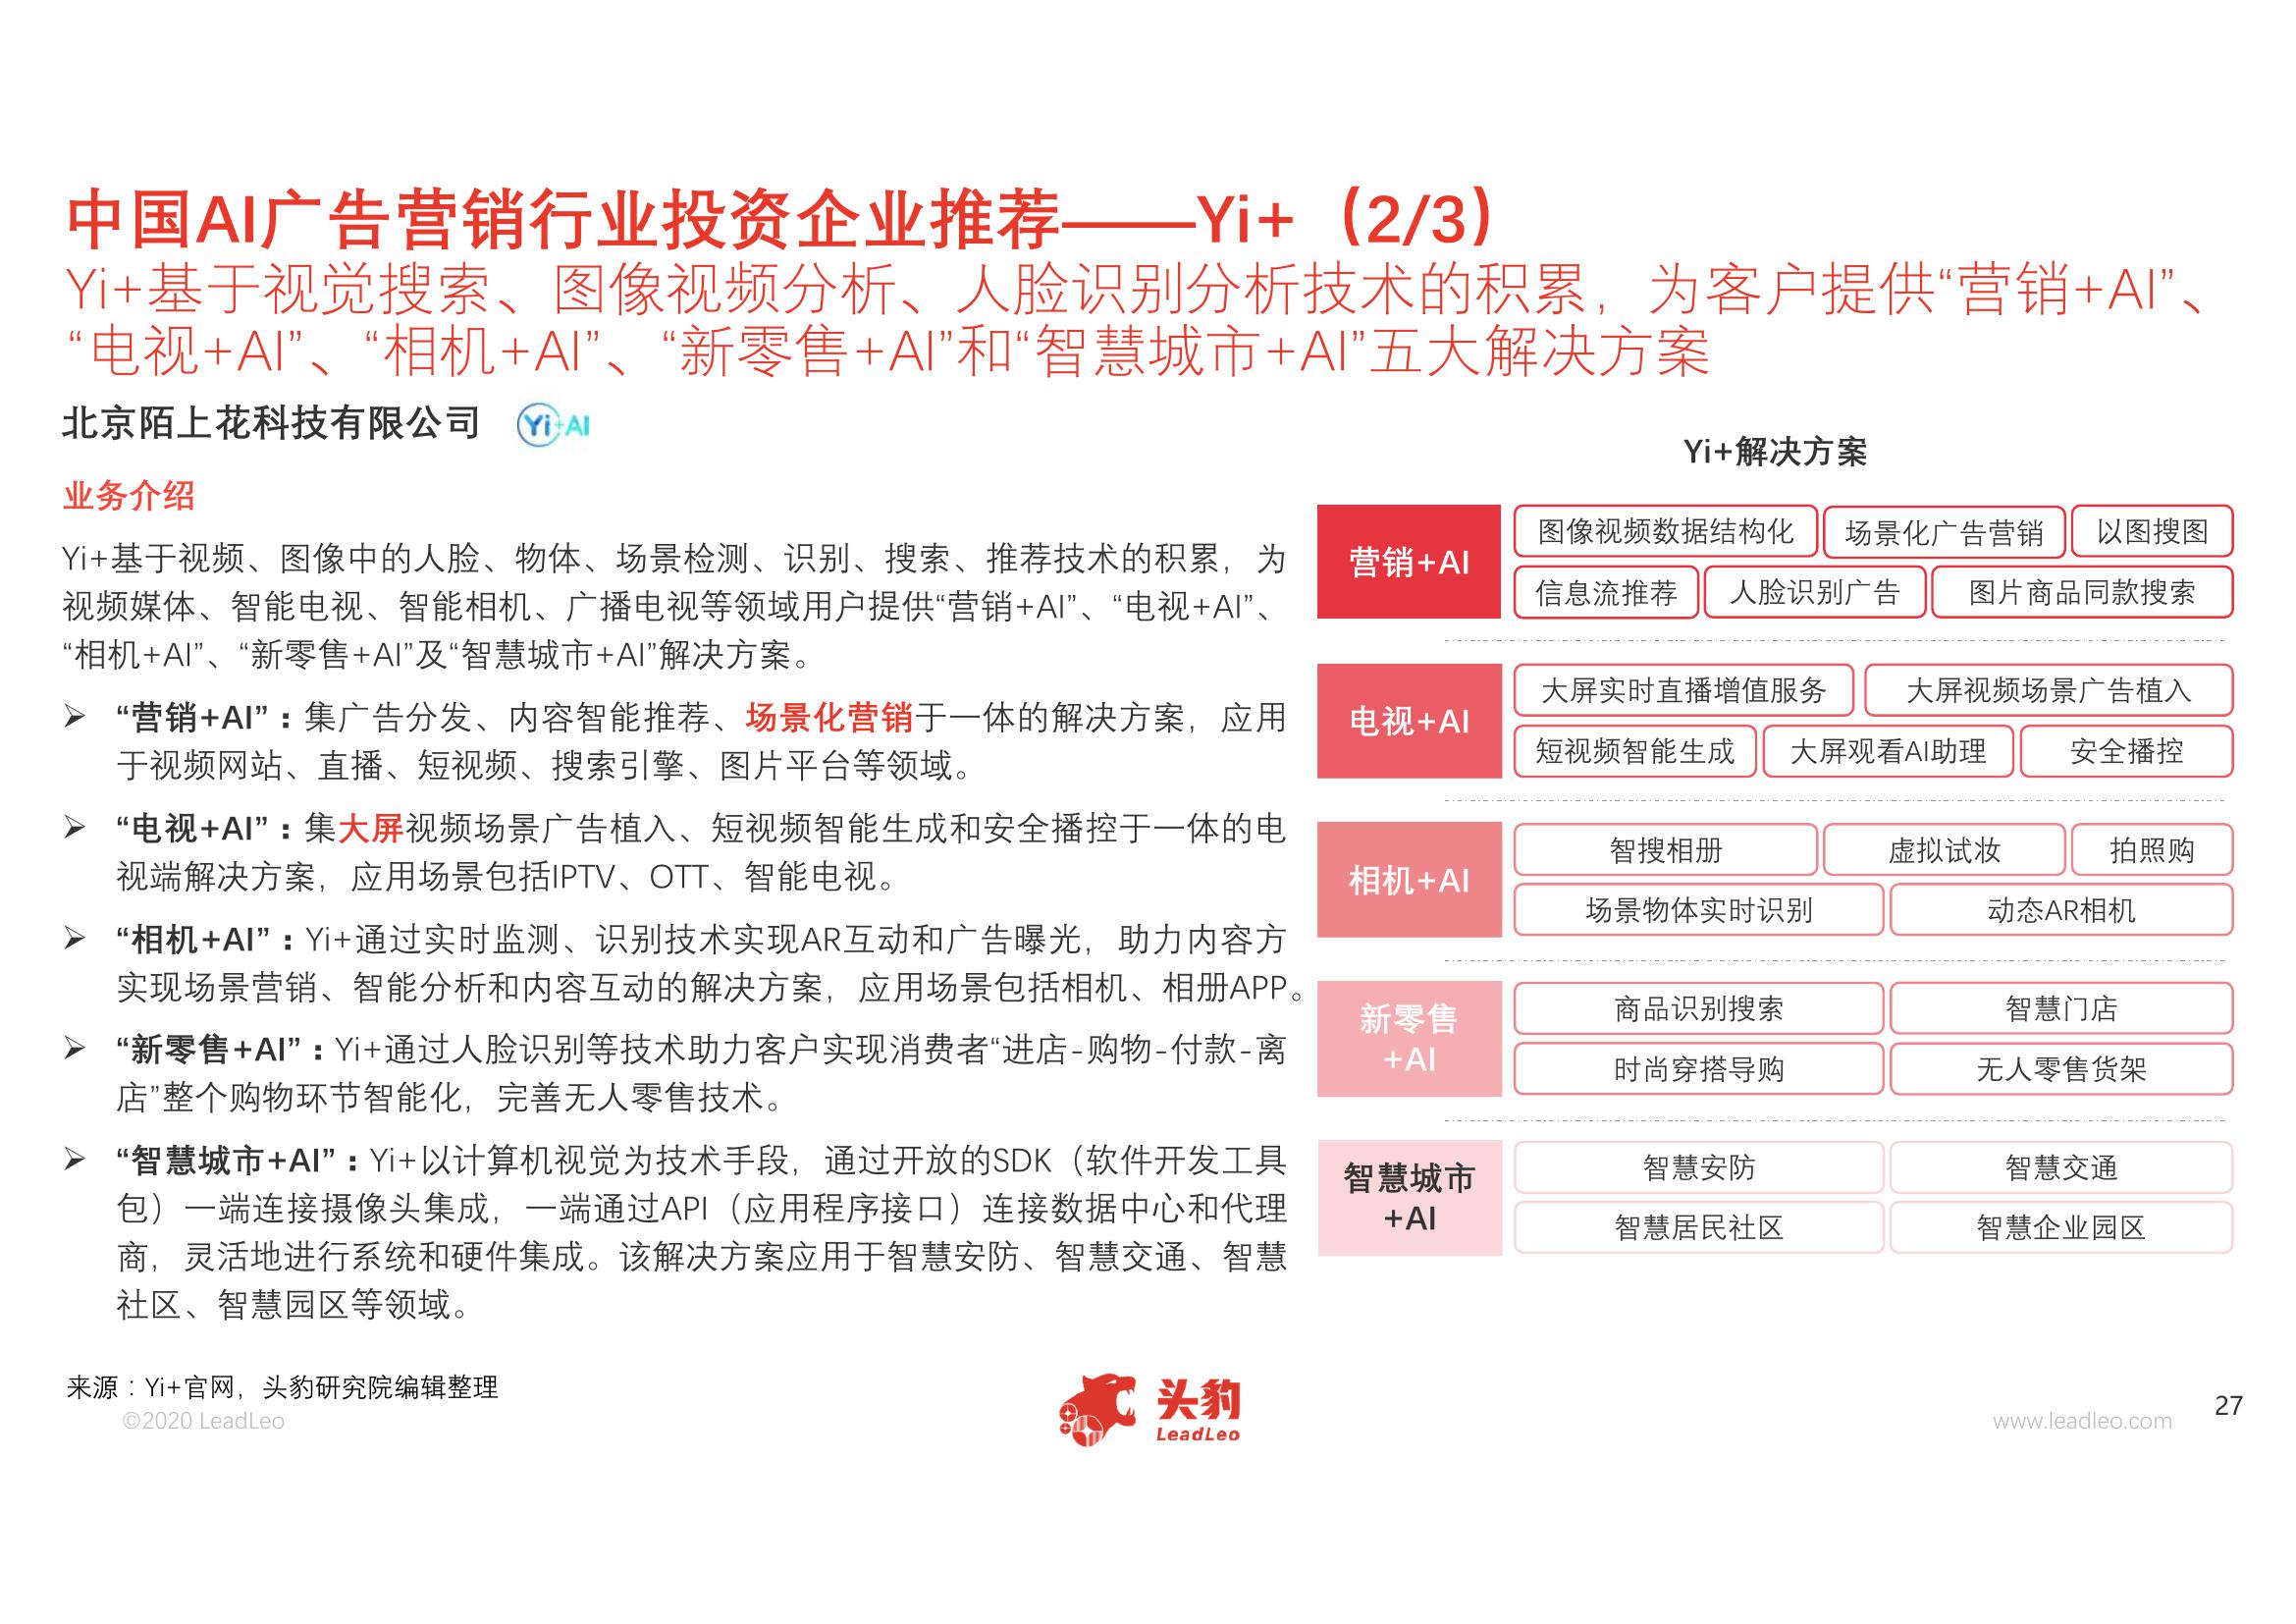 中国AI广告营销行业投资企业推荐——Yi+（2/3）
Yi+基于视觉搜索、图像视频分析、人脸识别分析技术的积累，为客户提供“营销+AI”、
“电视+AI”、“相机+AI”、“新零售+AI”和“智慧城市+AI”五大解决方案
北京陌上花科技有限公司 Yi+AI
业务介绍
Yi+基于视频、图像中的人脸、物体、场景检测、识别、搜索、推荐技术的积累，为
视频媒体、智能电视、智能相机、广播电视等领域用户提供“营销+AI”、“电视+AI”、
“相机+AI”、“新零售+AI”及“智慧城市+AI”解决方案。
➢ “营销+AI”：集广告分发、内容智能推荐、场景化营销于一体的解决方案，应用
于视频网站、直播、短视频、搜索引擎、图片平台等领域。
➢ “电视+AI”：集大屏视频场景广告植入、短视频智能生成和安全播控于一体的电
视端解决方案，应用场景包括IPTV、OTT、智能电视。
➢ “相机+AI”：Yi+通过实时监测、识别技术实现AR互动和广告曝光，助力内容方
实现场景营销、智能分析和内容互动的解决方案，应用场景包括相机、相册APP。
➢ “新零售+AI”：Yi+通过人脸识别等技术助力客户实现消费者“进店-购物-付款-离
店”整个购物环节智能化，完善无人零售技术。
➢ “智慧城市+AI”：Yi+以计算机视觉为技术手段，通过开放的SDK（软件开发工具
包）一端连接摄像头集成，一端通过API（应用程序接口）连接数据中心和代理
商，灵活地进行系统和硬件集成。该解决方案应用于智慧安防、智慧交通、智慧
社区、智慧园区等领域。
Yi+解决方案
营销+AI
图像视频数据结构化 场景化广告营销 以图搜图
信息流推荐 人脸识别广告 图片商品同款搜索
电视+AI
大屏实时直播增值服务 大屏视频场景广告植入
短视频智能生成 大屏观看AI助理 安全播控
相机+AI
智搜相册 虚拟试妆 拍照购
场景物体实时识别 动态AR相机
新零售
+AI
商品识别搜索 智慧门店
时尚穿搭导购 无人零售货架
智慧城市
+AI
智慧安防 智慧交通
智慧居民社区 智慧企业园区
来源：Yi+官网，头豹研究院编辑整理
©2020 LeadLeo
头豹
LeadLeo
www.leadleo.com
27